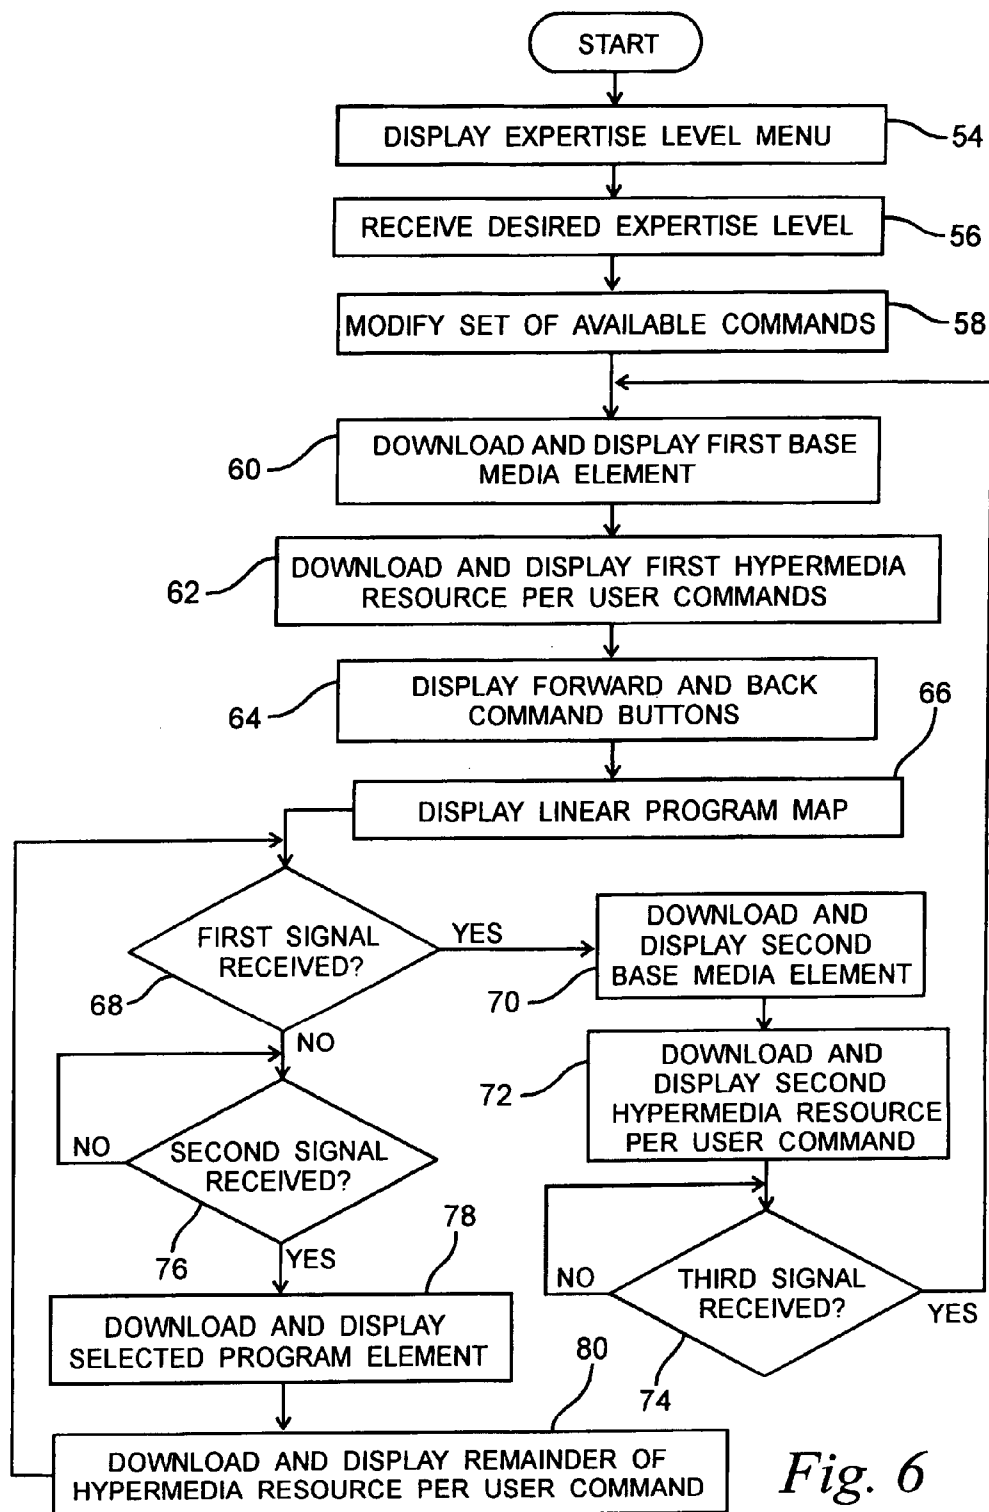 START
DISPLAY EXPERTISE LEVEL MENU
54
RECEIVE DESIRED EXPERTISE LEVEL
56
MODIFY SET OF AVAILABLE COMMANDS
58
60
DOWNLOAD AND DISPLAY FIRST BASE
MEDIA ELEMENT
62
DOWNLOAD AND DISPLAY FIRST HYPERMEDIA
RESOURCE PER USER COMMANDS
64
DISPLAY FORWARD AND BACK
COMMAND BUTTONS
66
DISPLAY LINEAR PROGRAM MAP
FIRST SIGNAL
RECEIVED?
68
YES
NO
DOWNLOAD AND
DISPLAY SECOND
BASE MEDIA ELEMENT
70
DOWNLOAD AND
DISPLAY SECOND
HYPERMEDIA RESOURCE
PER USER COMMAND
72
SECOND SIGNAL
RECEIVED?
NO
76
YES
THIRD SIGNAL
RECEIVED?
NO
YES
74
78
DOWNLOAD AND DISPLAY
SELECTED PROGRAM ELEMENT
80
DOWNLOAD AND DISPLAY REMAINDER OF
HYPERMEDIA RESOURCE PER USER COMMAND
Fig. 6